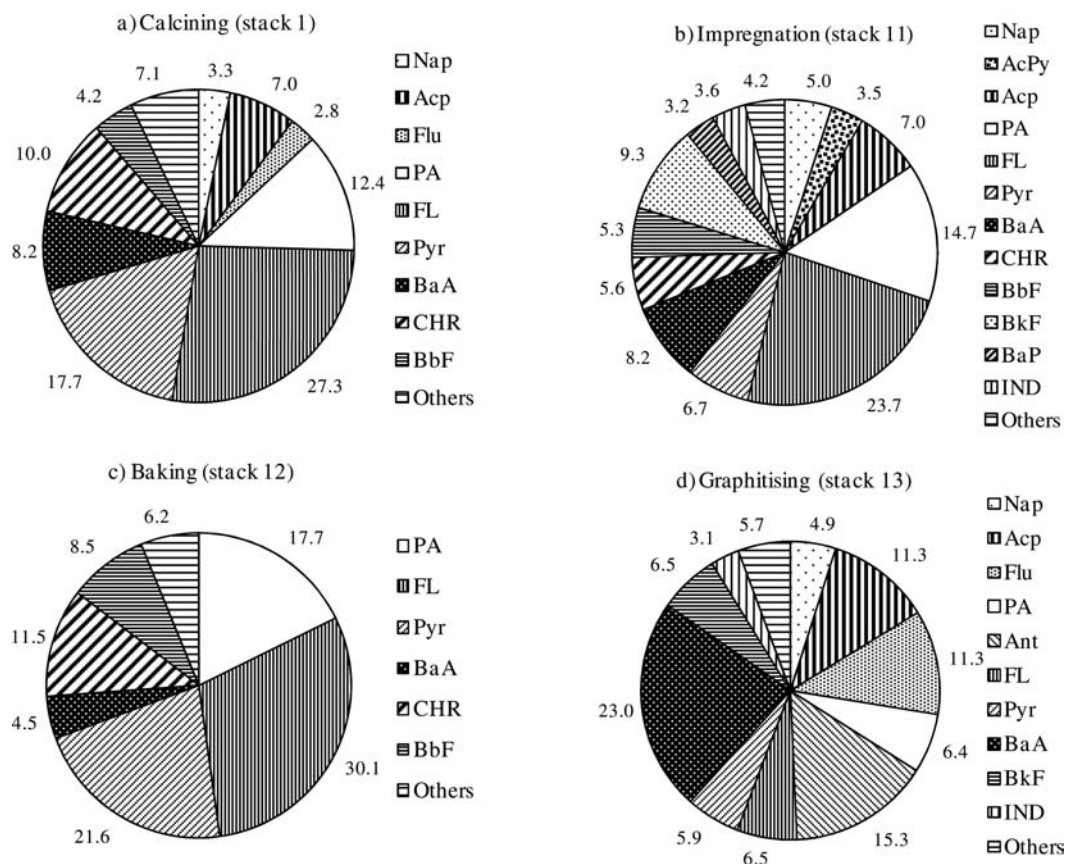 a) Calcining (stack 1)
3.3
7.0
2.8
12.4
27.3
17.7
8.2
10.0
4.2
7.1
Nap
Acp
Flu
PA
FL
Pyr
BaA
CHR
BbF
Others
b) Impregnation (stack 11)
5.0
3.5
7.0
14.7
23.7
6.7
8.2
5.6
5.3
9.3
3.2
3.6
4.2
Nap
AcPy
Acp
PA
FL
Pyr
BaA
CHR
BbF
BkF
BaP
IND
Others
c) Baking (stack 12)
17.7
30.1
21.6
4.5
11.5
8.5
6.2
PA
FL
Pyr
BaA
CHR
BbF
Others
d) Graphitising (stack 13)
4.9
11.3
11.3
6.4
15.3
6.5
5.9
23.0
6.5
3.1
5.7
Nap
Acp
Flu
PA
Ant
FL
Pyr
BaA
BkF
IND
Others